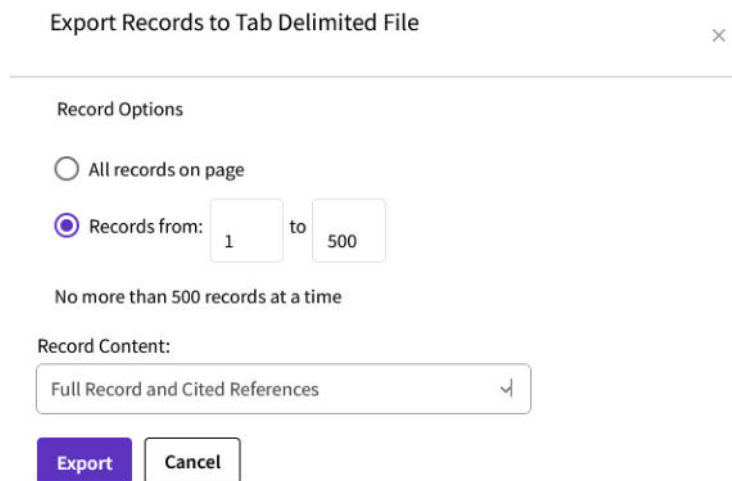 Export Records to Tab Delimited File
Record Options
All records on page
Records from: 1 to 500
No more than 500 records at a time
Record Content:
Full Record and Cited References
Export Cancel